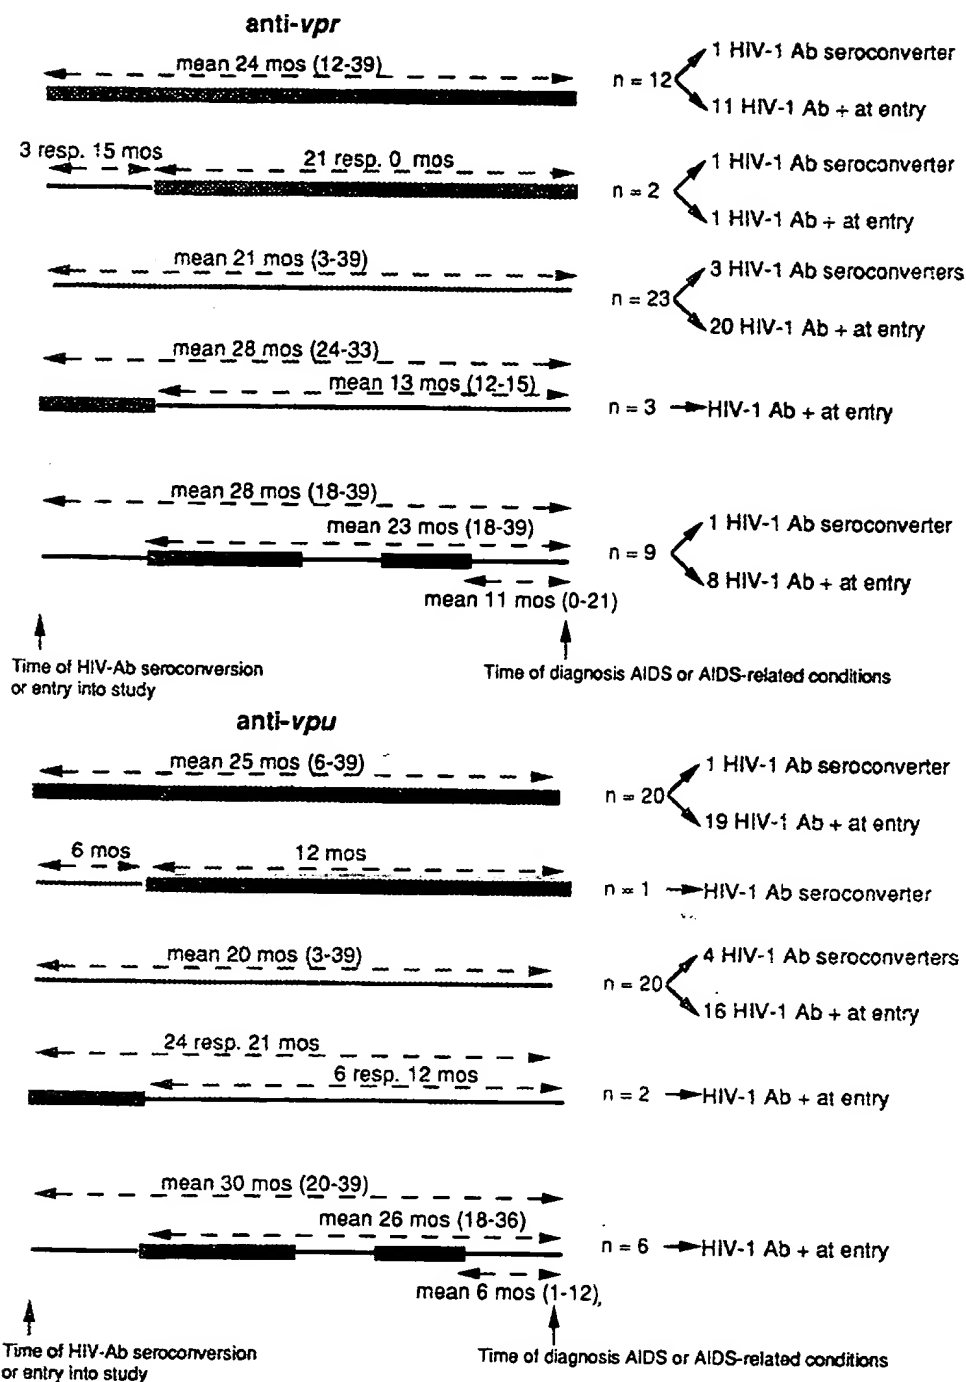 anti-vpr
mean 24 mos (12-39)
n = 12
1 HIV-1 Ab seroconverter
11 HIV-1 Ab + at entry
3 resp. 15 mos
21 resp. 0 mos
n = 2
1 HIV-1 Ab seroconverter
1 HIV-1 Ab + at entry
mean 21 mos (3-39)
n = 23
3 HIV-1 Ab seroconverters
20 HIV-1 Ab + at entry
mean 28 mos (24-33)
mean 13 mos (12-15)
n = 3
HIV-1 Ab + at entry
mean 28 mos (18-39)
mean 23 mos (18-39)
n = 9
1 HIV-1 Ab seroconverter
8 HIV-1 Ab + at entry
mean 11 mos (0-21)
Time of HIV-Ab seroconversion
or entry into study
Time of diagnosis AIDS or AIDS-related conditions
anti-vpu
mean 25 mos (6-39)
n = 20
1 HIV-1 Ab seroconverter
19 HIV-1 Ab + at entry
6 mos
12 mos
n = 1
HIV-1 Ab seroconverter
mean 20 mos (3-39)
n = 20
4 HIV-1 Ab seroconverters
16 HIV-1 Ab + at entry
24 resp. 21 mos
6 resp. 12 mos
n = 2
HIV-1 Ab + at entry
mean 30 mos (20-39)
mean 26 mos (18-36)
n = 6
HIV-1 Ab + at entry
mean 6 mos (1-12)
Time of HIV-Ab seroconversion
or entry into study
Time of diagnosis AIDS or AIDS-related conditions